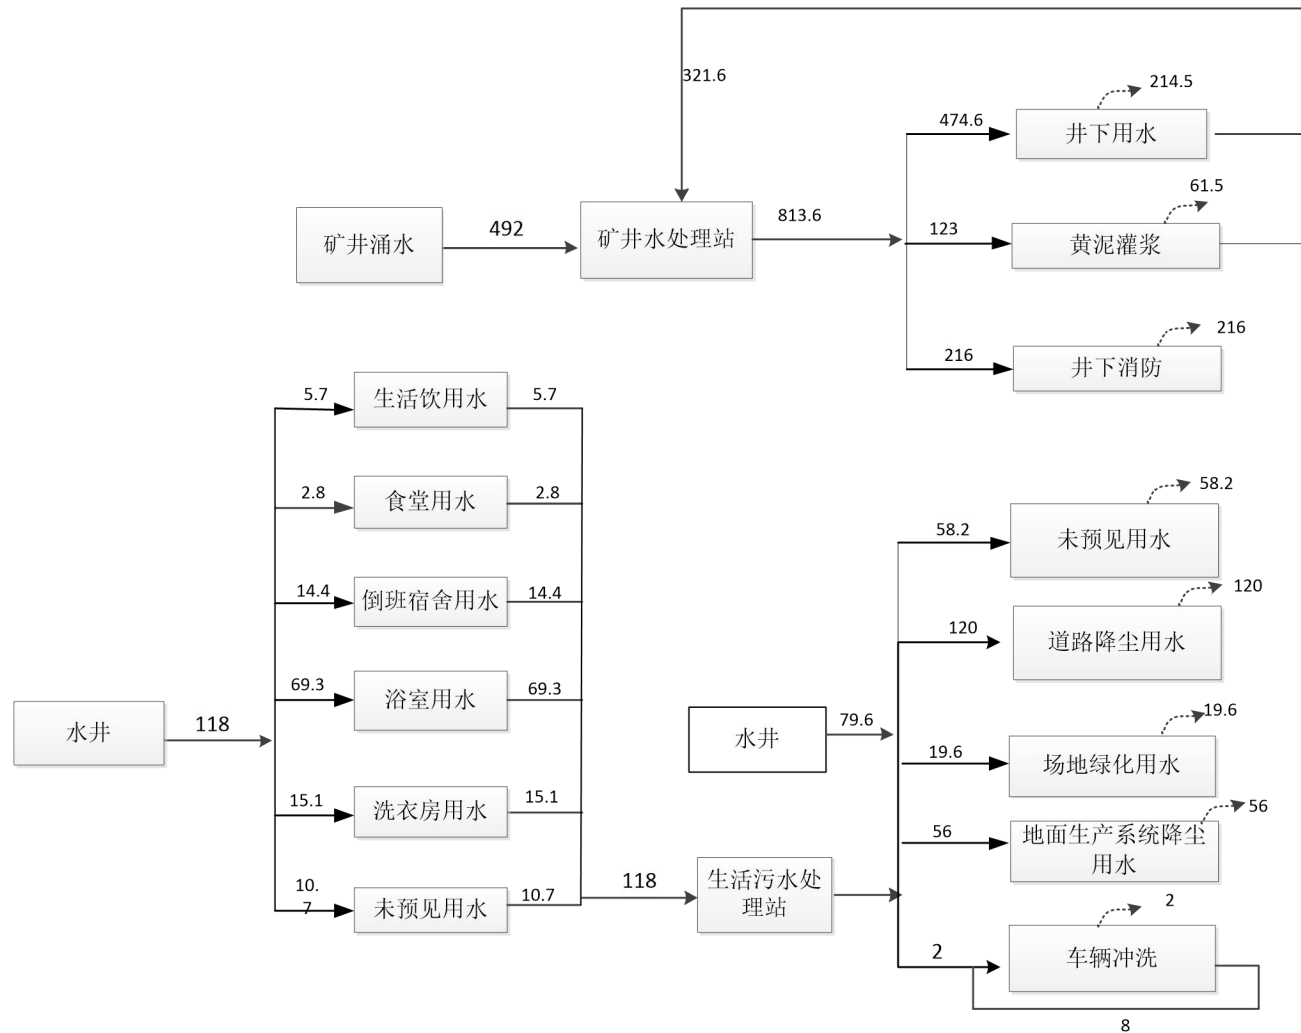 321.6
214.5
474.6
井下用水
61.5
矿井涌水
492
矿井水处理站
813.6
123
黄泥灌浆
216
216
井下消防
5.7
生活饮用水
5.7
2.8
食堂用水
2.8
58.2
58.2
未预见用水
14.4
倒班宿舍用水
14.4
120
120
道路降尘用水
69.3
浴室用水
69.3
水井
118
水井
79.6
19.6
19.6
场地绿化用水
15.1
洗衣房用水
15.1
56
56
地面生产系统降尘
用水
10.
7
未预见用水
10.7
118
生活污水处
理站
2
2
车辆冲洗
8